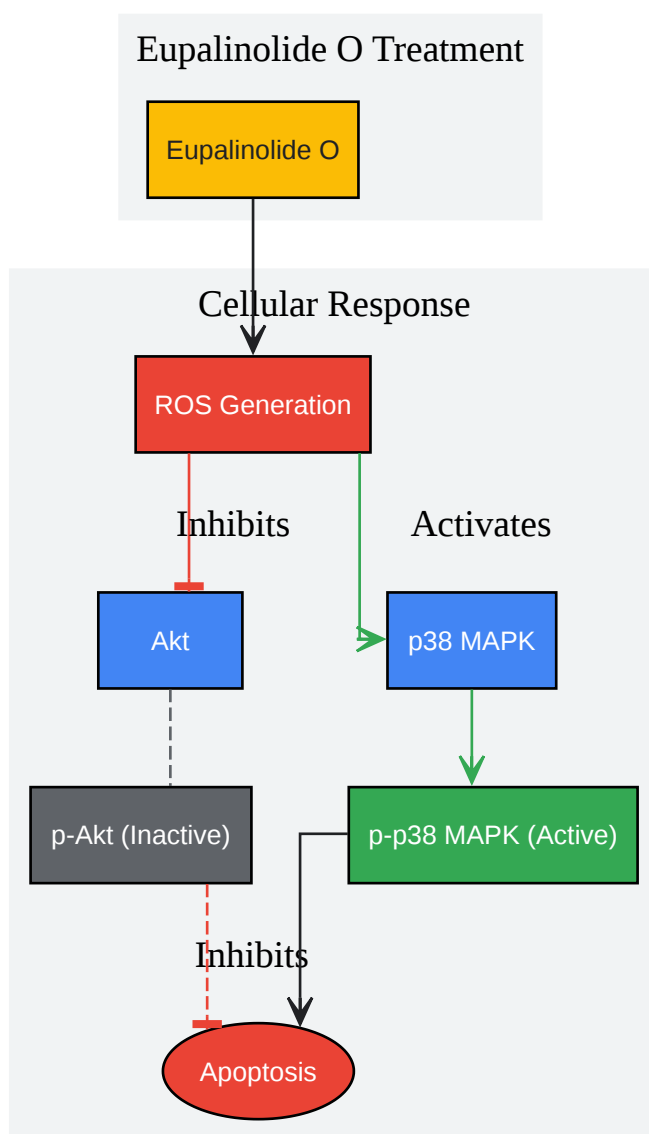 Eupalinolide O Treatment
Eupalinolide O
Cellular Response
ROS Generation
Inhibits
Activates
Akt
p38 MAPK
p-Akt (Inactive)
p-p38 MAPK (Active)
Inhibits
Apoptosis